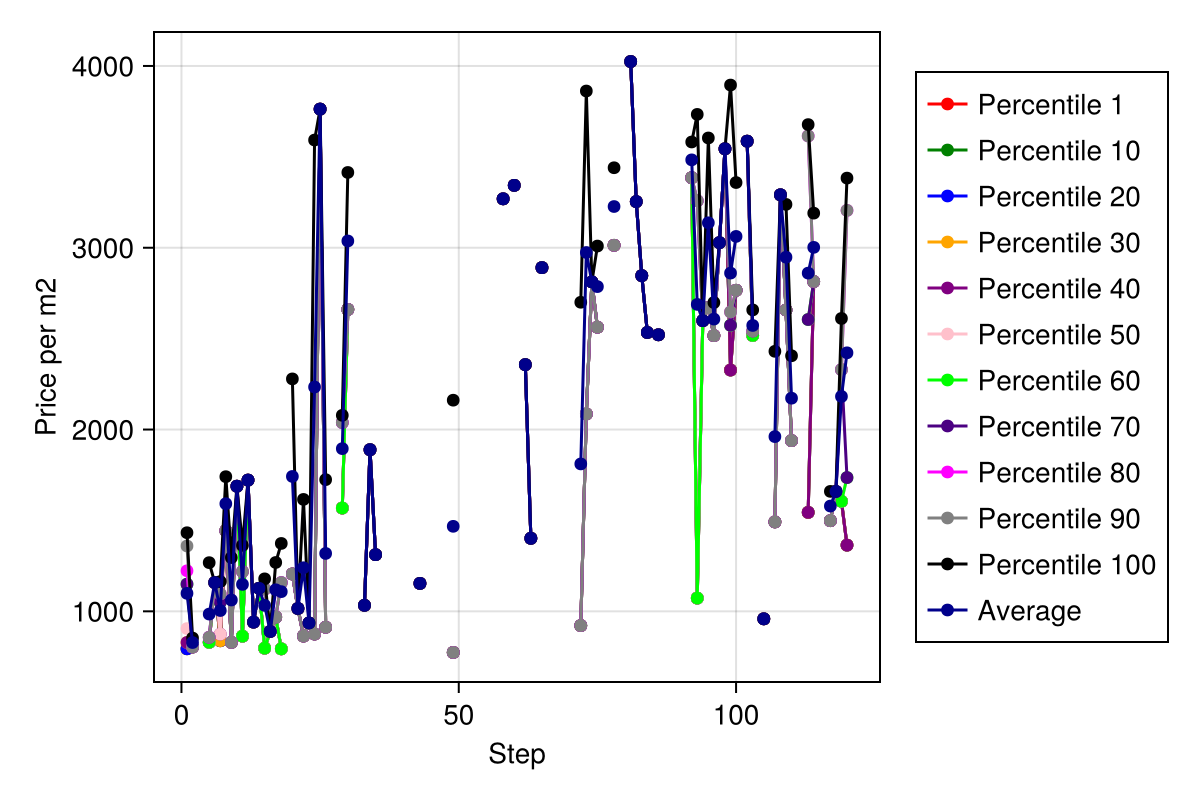 4000
3000
2000
1000
Price per m2
0 50 100
Step
Percentile 1
Percentile 10
Percentile 20
Percentile 30
Percentile 40
Percentile 50
Percentile 60
Percentile 70
Percentile 80
Percentile 90
Percentile 100
Average